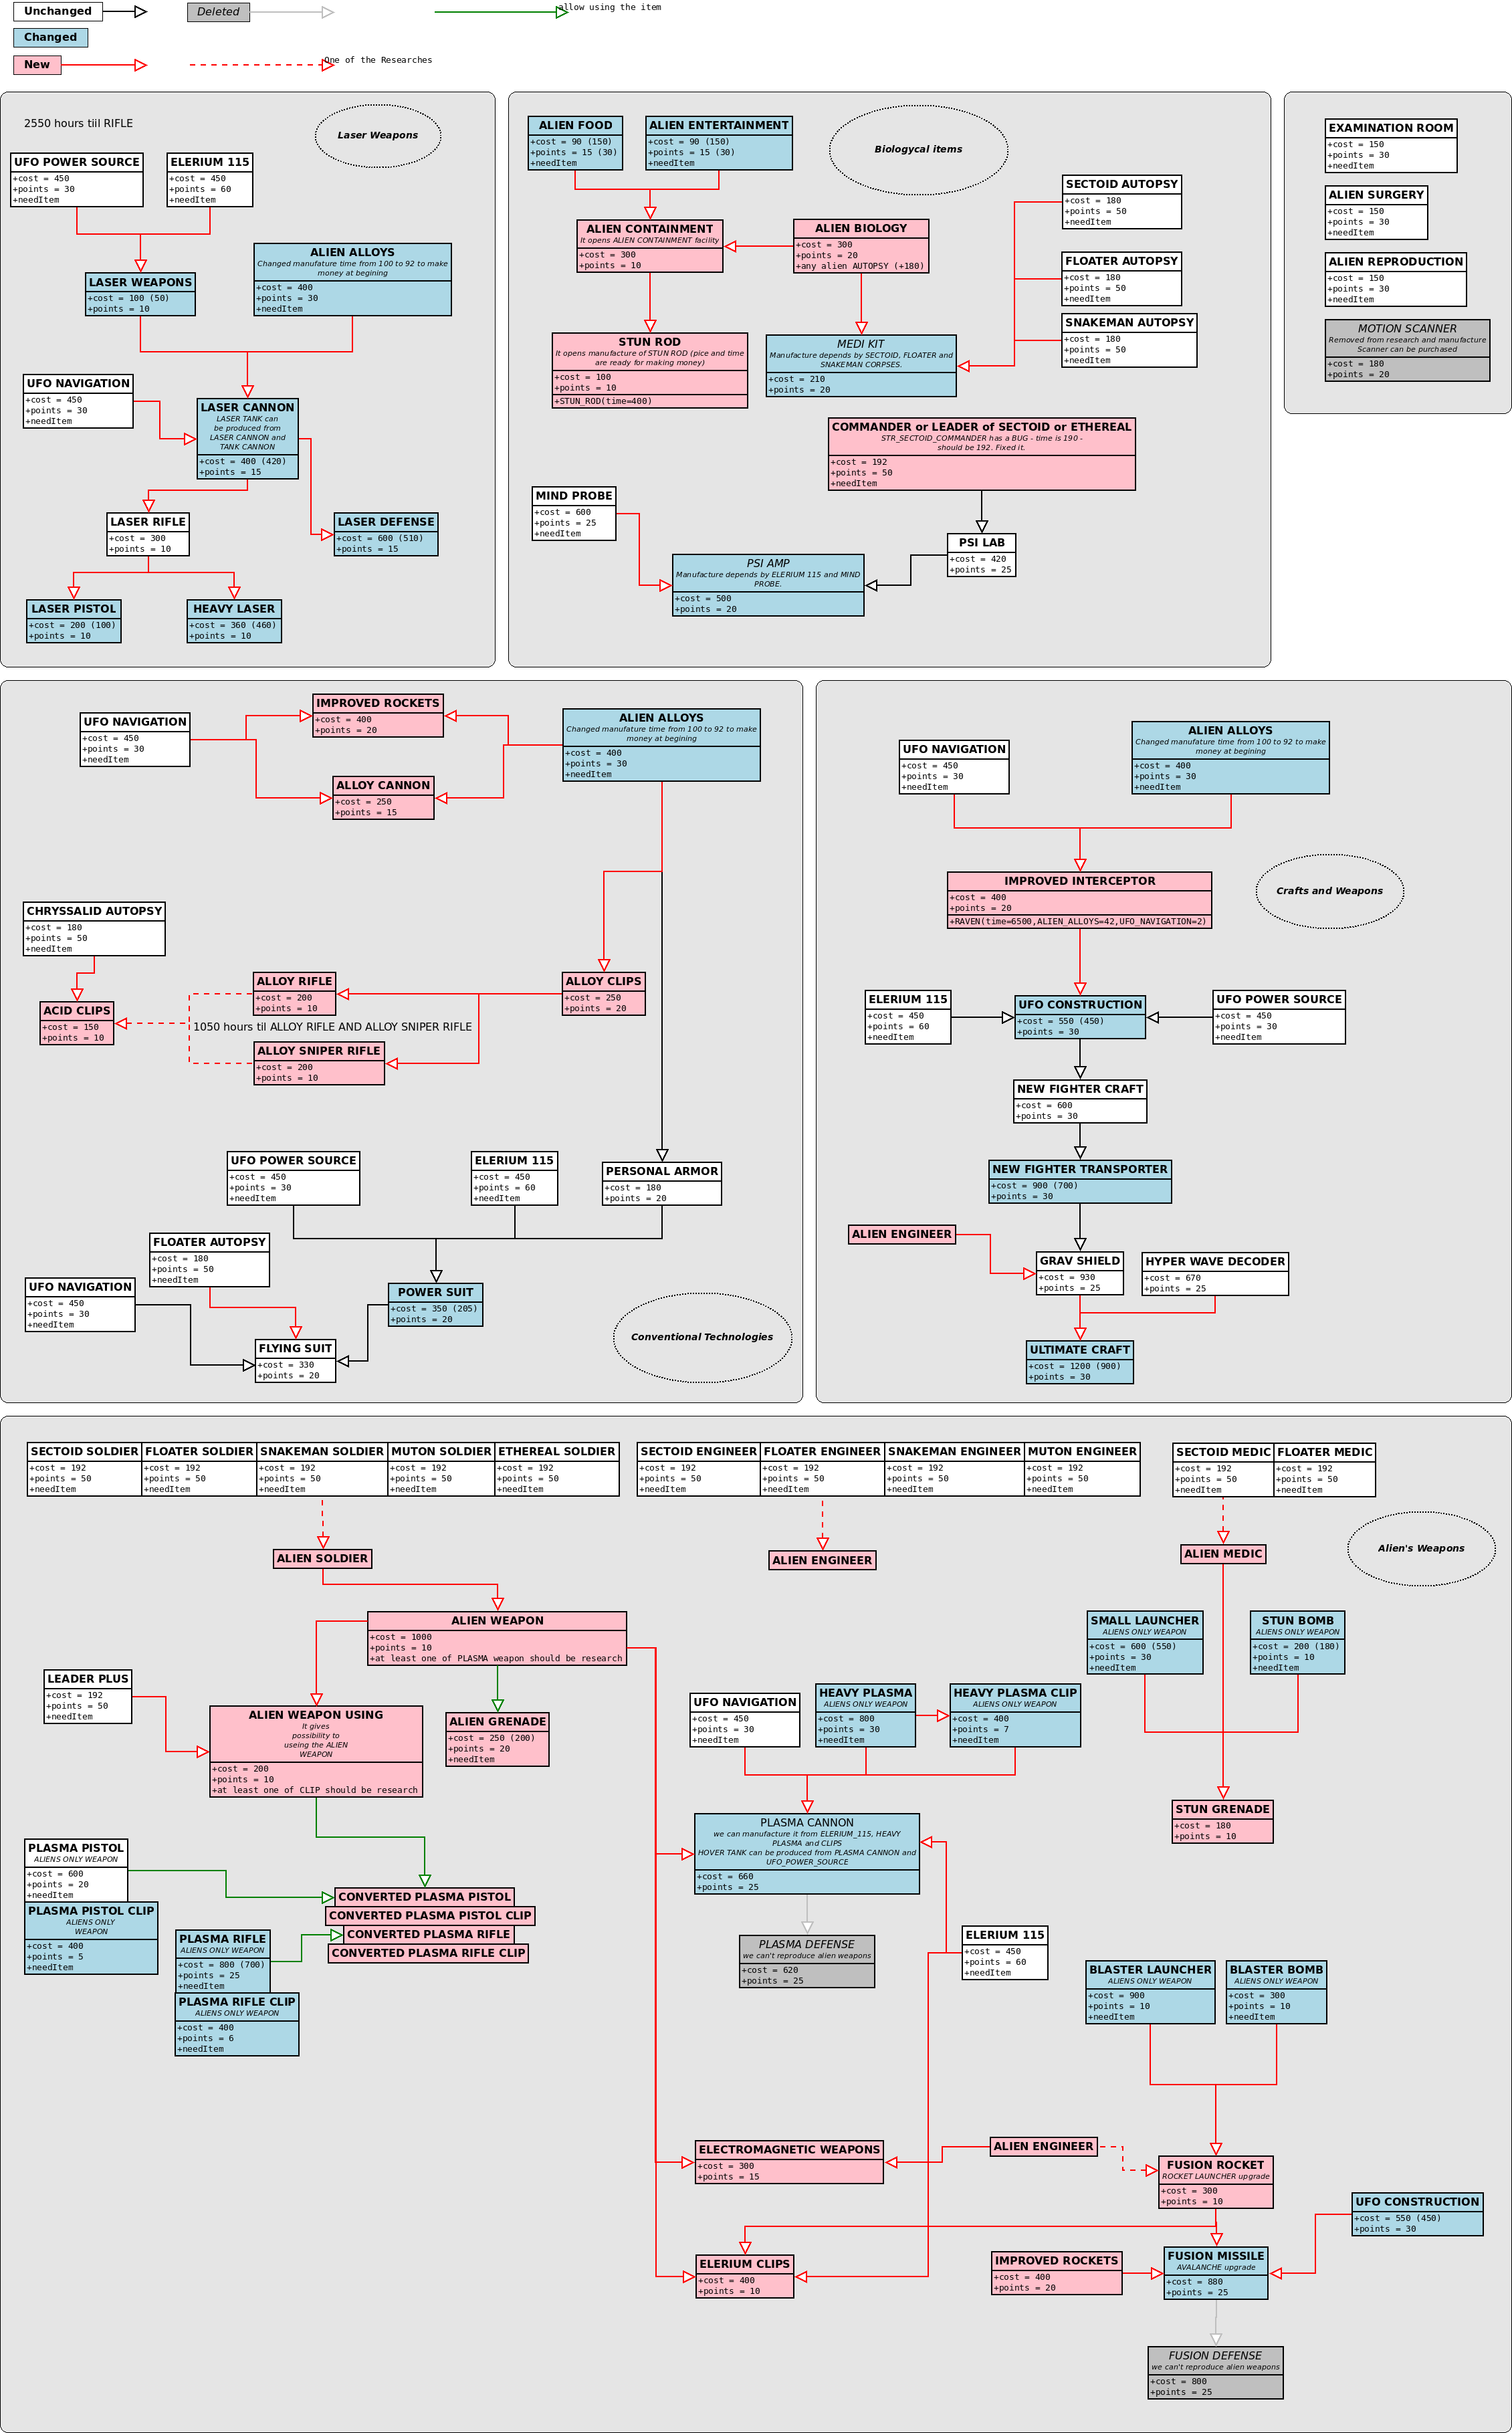 Unchanged
Deleted
allow using the item
Changed
New
One of the Researches
2550 hours tiil RIFLE
Laser Weapons
UFO POWER SOURCE
+cost = 450
+points = 30
+needItem
ELERIUM 115
+cost = 450
+points = 60
+needItem
ALIEN ALLOYS
Changed manufature time from 100 to 92 to make
money at begining
+cost = 400
+points = 30
+needItem
LASER WEAPONS
+cost = 100 (50)
+points = 10
UFO NAVIGATION
+cost = 450
+points = 30
+needItem
LASER CANNON
LASER TANK can
be produced from
LASER CANNON and
TANK CANNON
+cost = 400 (420)
+points = 15
LASER RIFLE
+cost = 300
+points = 10
LASER DEFENSE
+cost = 600 (510)
+points = 15
LASER PISTOL
+cost = 200 (100)
+points = 10
HEAVY LASER
+cost = 360 (460)
+points = 10
ALIEN FOOD
+cost = 90 (150)
+points = 15 (30)
+needItem
ALIEN ENTERTAINMENT
+cost = 90 (150)
+points = 15 (30)
+needItem
Biologycal items
SECTOID AUTOPSY
+cost = 180
+points = 50
+needItem
ALIEN CONTAINMENT
It opens ALIEN CONTAINMENT facility
+cost = 300
+points = 10
ALIEN BIOLOGY
+cost = 300
+points = 20
+any alien AUTOPSY (+180)
FLOATER AUTOPSY
+cost = 180
+points = 50
+needItem
SNAKEMAN AUTOPSY
+cost = 180
+points = 50
+needItem
STUN ROD
It opens manufacture of STUN ROD (pice and time
are ready for making money)
+cost = 100
+points = 10
+STUN_ROD(time=400)
MEDI KIT
Manufacture depends by SECTOID, FLOATER and
SNAKEMAN CORPSES.
+cost = 210
+points = 20
COMMANDER or LEADER of SECTOID or ETHEREAL
STR_SECTOID_COMMANDER has a BUG - time is 190 -
should be 192. Fixed it.
+cost = 192
+points = 50
+needItem
MIND PROBE
+cost = 600
+points = 25
+needItem
PSI LAB
+cost = 420
+points = 25
PSI AMP
Manufacture depends by ELERIUM 115 and MIND
PROBE.
+cost = 500
+points = 20
EXAMINATION ROOM
+cost = 150
+points = 30
+needItem
ALIEN SURGERY
+cost = 150
+points = 30
+needItem
ALIEN REPRODUCTION
+cost = 150
+points = 30
+needItem
MOTION SCANNER
Removed from research and manufacture
Scanner can be purchased
+cost = 180
+points = 20
UFO NAVIGATION
+cost = 450
+points = 30
+needItem
IMPROVED ROCKETS
+cost = 400
+points = 20
ALIEN ALLOYS
Changed manufature time from 100 to 92 to make
money at begining
+cost = 400
+points = 30
+needItem
ALLOY CANNON
+cost = 250
+points = 15
CHRYSSALID AUTOPSY
+cost = 180
+points = 50
+needItem
ALLOY RIFLE
+cost = 200
+points = 10
ALLOY CLIPS
+cost = 250
+points = 20
ACID CLIPS
+cost = 150
+points = 10
1050 hours til ALLOY RIFLE AND ALLOY SNIPER RIFLE
ALLOY SNIPER RIFLE
+cost = 200
+points = 10
UFO POWER SOURCE
+cost = 450
+points = 30
+needItem
ELERIUM 115
+cost = 450
+points = 60
+needItem
PERSONAL ARMOR
+cost = 180
+points = 20
FLOATER AUTOPSY
+cost = 180
+points = 50
+needItem
UFO NAVIGATION
+cost = 450
+points = 30
+needItem
POWER SUIT
+cost = 350 (205)
+points = 20
FLYING SUIT
+cost = 330
+points = 20
Conventional Technologies
UFO NAVIGATION
+cost = 450
+points = 30
+needItem
ALIEN ALLOYS
Changed manufature time from 100 to 92 to make
money at begining
+cost = 400
+points = 30
+needItem
IMPROVED INTERCEPTOR
+cost = 400
+points = 20
+RAVEN(time=6500,ALIEN_ALLOYS=42,UFO_NAVIGATION=2)
Crafts and Weapons
ELERIUM 115
+cost = 450
+points = 60
+needItem
UFO CONSTRUCTION
+cost = 550 (450)
+points = 30
UFO POWER SOURCE
+cost = 450
+points = 30
+needItem
NEW FIGHTER CRAFT
+cost = 600
+points = 30
NEW FIGHTER TRANSPORTER
+cost = 900 (700)
+points = 30
ALIEN ENGINEER
GRAV SHIELD
+cost = 930
+points = 25
HYPER WAVE DECODER
+cost = 670
+points = 25
ULTIMATE CRAFT
+cost = 1200 (900)
+points = 30
SECTOID SOLDIER
+cost = 192
+points = 50
+needItem
FLOATER SOLDIER
+cost = 192
+points = 50
+needItem
SNAKEMAN SOLDIER
+cost = 192
+points = 50
+needItem
MUTON SOLDIER
+cost = 192
+points = 50
+needItem
ETHEREAL SOLDIER
+cost = 192
+points = 50
+needItem
SECTOID ENGINEER
+cost = 192
+points = 50
+needItem
FLOATER ENGINEER
+cost = 192
+points = 50
+needItem
SNAKEMAN ENGINEER
+cost = 192
+points = 50
+needItem
MUTON ENGINEER
+cost = 192
+points = 50
+needItem
SECTOID MEDIC
+cost = 192
+points = 50
+needItem
FLOATER MEDIC
+cost = 192
+points = 50
+needItem
ALIEN SOLDIER
ALIEN ENGINEER
ALIEN MEDIC
Alien's Weapons
ALIEN WEAPON
+cost = 1000
+points = 10
+at least one of PLASMA weapon should be research
SMALL LAUNCHER
ALIENS ONLY WEAPON
+cost = 600 (550)
+points = 30
+needItem
STUN BOMB
ALIENS ONLY WEAPON
+cost = 200 (180)
+points = 10
+needItem
LEADER PLUS
+cost = 192
+points = 50
+needItem
ALIEN WEAPON USING
It gives
possibility to
useing the ALIEN
WEAPON
+cost = 200
+points = 10
+at least one of CLIP should be research
ALIEN GRENADE
+cost = 250 (200)
+points = 20
+needItem
UFO NAVIGATION
+cost = 450
+points = 30
+needItem
HEAVY PLASMA
ALIENS ONLY WEAPON
+cost = 800
+points = 30
+needItem
HEAVY PLASMA CLIP
ALIENS ONLY WEAPON
+cost = 400
+points = 7
+needItem
STUN GRENADE
+cost = 180
+points = 10
PLASMA CANNON
we can manufacture it from ELERIUM_115, HEAVY
PLASMA and CLIPS
HOVER TANK can be produced from PLASMA CANNON and
UFO_POWER_SOURCE
+cost = 660
+points = 25
PLASMA PISTOL
ALIENS ONLY WEAPON
+cost = 600
+points = 20
+needItem
PLASMA PISTOL CLIP
ALIENS ONLY
WEAPON
+cost = 400
+points = 5
+needItem
CONVERTED PLASMA PISTOL
CONVERTED PLASMA PISTOL CLIP
CONVERTED PLASMA RIFLE
CONVERTED PLASMA RIFLE CLIP
PLASMA RIFLE
ALIENS ONLY WEAPON
+cost = 800 (700)
+points = 25
+needItem
PLASMA RIFLE CLIP
ALIENS ONLY WEAPON
+cost = 400
+points = 6
+needItem
PLASMA DEFENSE
we can't reproduce alien weapons
+cost = 620
+points = 25
ELERIUM 115
+cost = 450
+points = 60
+needItem
BLASTER LAUNCHER
ALIENS ONLY WEAPON
+cost = 900
+points = 10
+needItem
BLASTER BOMB
ALIENS ONLY WEAPON
+cost = 300
+points = 10
+needItem
ELECTROMAGNETIC WEAPONS
+cost = 300
+points = 15
ALIEN ENGINEER
FUSION ROCKET
ROCKET LAUNCHER upgrade
+cost = 300
+points = 10
UFO CONSTRUCTION
+cost = 550 (450)
+points = 30
ELERIUM CLIPS
+cost = 400
+points = 10
IMPROVED ROCKETS
+cost = 400
+points = 20
FUSION MISSILE
AVALANCHE upgrade
+cost = 880
+points = 25
FUSION DEFENSE
we can't reproduce alien weapons
+cost = 800
+points = 25